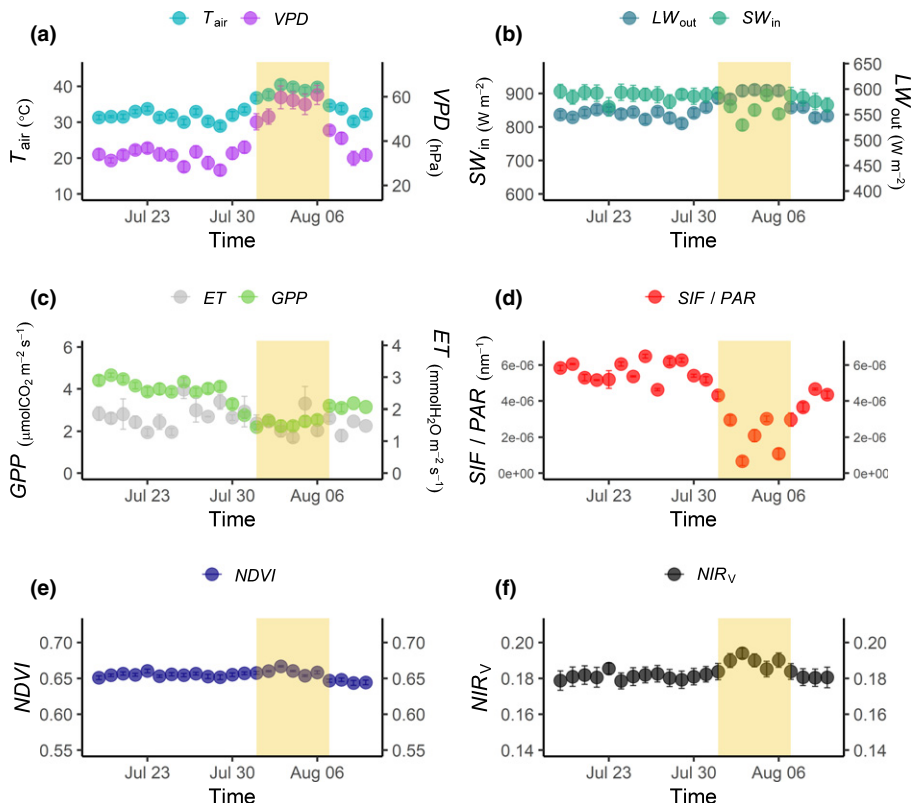 (a) T air VPD
40
30
20
10
T air (°C)
60
40
20
VPD (hPa)
Jul 23 Jul 30 Aug 06
Time
(b) LW out SW in
900
800
700
600
SW in (W m−2)
650
600
550
500
450
400
LW out (W m−2)
Jul 23 Jul 30 Aug 06
Time
(c) ET GPP
6
4
2
0
GPP (µmolCO2 m−2 s−1)
4
3
2
1
0
ET (mmolH2O m−2 s−1)
Jul 23 Jul 30 Aug 06
Time
(d) SIF / PAR
6e-06
4e-06
2e-06
0e+00
SIF / PAR (nm−1)
6e-06
4e-06
2e-06
0e+00
Jul 23 Jul 30 Aug 06
Time
(e) NDVI
0.70
0.65
0.60
0.55
NDVI
0.70
0.65
0.60
0.55
Jul 23 Jul 30 Aug 06
Time
(f) NIRV
0.20
0.18
0.16
0.14
NIRV
0.20
0.18
0.16
0.14
Jul 23 Jul 30 Aug 06
Time